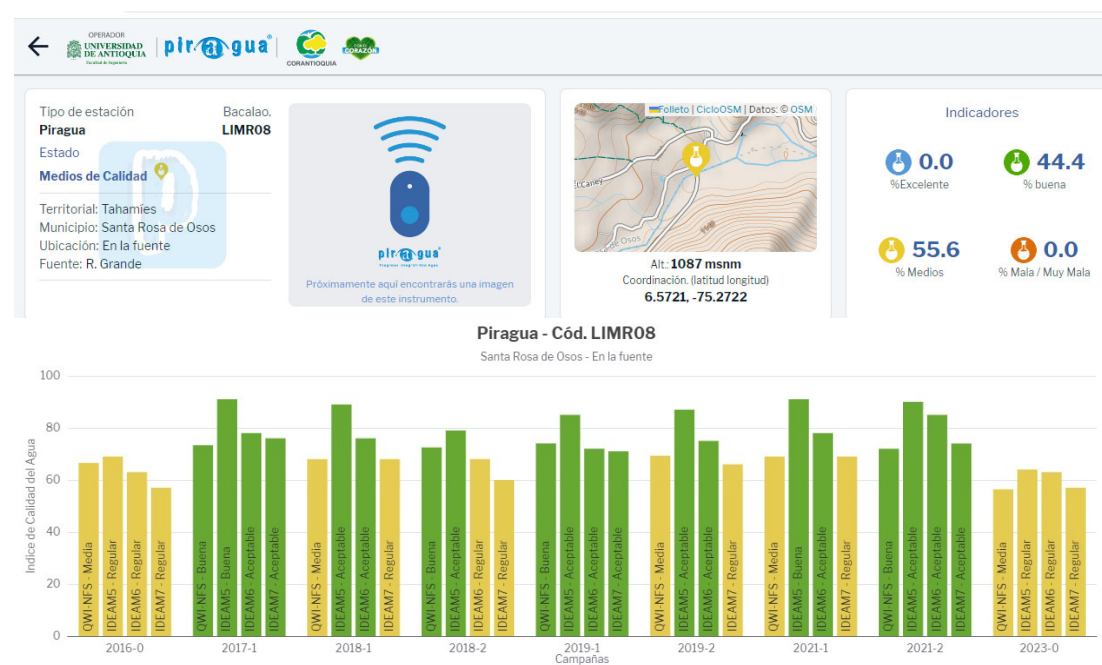 OPERADOR
UNIVERSIDAD
DE ANTIOQUIA
Facultad de Ingeniería
piragua
CORANTIOQUIA
CORAZÓN
Tipo de estación Bacalao.
Piragua LIMR08
Estado
Medios de Calidad
Territorial: Tahamíes
Municipio: Santa Rosa de Osos
Ubicación: En la fuente
Fuente: R. Grande
piragua
Próximamente aquí encontrarás una imagen
de este instrumento.
Folleto | CicloOSM | Datos: © OSM
El Caney
de Osos
Alt.: 1087 msnm
Coordinación. (latitud longitud)
6.5721, -75.2722
Indicadores
0.0
%Excelente
44.4
% buena
55.6
% Medios
0.0
% Mala / Muy Mala
Piragua - Cód. LIMR08
Santa Rosa de Osos - En la fuente
Indice de Calidad del Agua
100
80
60
40
20
0
QWI-NFS - Media
IDEAM5 - Regular
IDEAM6 - Regular
IDEAM7 - Regular
QWI-NFS - Buena
IDEAM5 - Buena
IDEAM6 - Aceptable
IDEAM7 - Aceptable
QWI-NFS - Media
IDEAM5 - Aceptable
IDEAM6 - Aceptable
IDEAM7 - Regular
QWI-NFS - Buena
IDEAM5 - Aceptable
IDEAM6 - Regular
IDEAM7 - Regular
QWI-NFS - Buena
IDEAM5 - Aceptable
IDEAM6 - Aceptable
IDEAM7 - Aceptable
QWI-NFS - Media
IDEAM5 - Aceptable
IDEAM6 - Aceptable
IDEAM7 - Regular
QWI-NFS - Media
IDEAM5 - Buena
IDEAM6 - Aceptable
IDEAM7 - Regular
QWI-NFS - Buena
IDEAM5 - Aceptable
IDEAM6 - Aceptable
IDEAM7 - Aceptable
QWI-NFS - Media
IDEAM5 - Regular
IDEAM6 - Regular
IDEAM7 - Regular
2016-0
2017-1
2018-1
2018-2
2019-1
2019-2
2021-1
2021-2
2023-0
Campañas